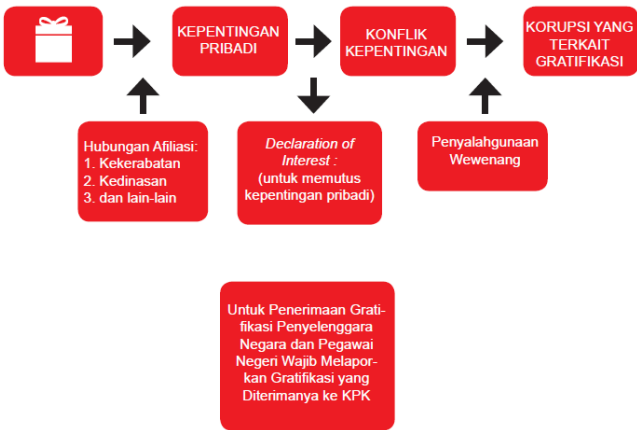 KEPENTINGAN
PRIBADI
KONFLIK
KEPENTINGAN
KORUPSI YANG
TERKAIT
GRATIFIKASI
Hubungan Afiliasi:
1. Kekerabatan
2. Kedinasan
3. dan lain-lain
Declaration of
Interest :
(untuk memutus
kepentingan pribadi)
Penyalahgunaan
Wewenang
Untuk Penerimaan Grati-
fikasi Penyelenggara
Negara dan Pegawai
Negeri Wajib Melapor-
kan Gratifikasi yang
Diterimanya ke KPK